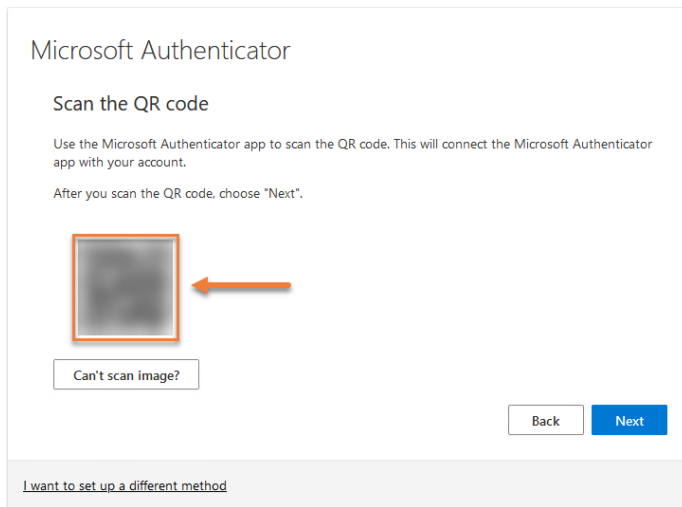 Microsoft Authenticator
Scan the QR code
Use the Microsoft Authenticator app to scan the QR code. This will connect the Microsoft Authenticator
app with your account.
After you scan the QR code, choose "Next".
Can't scan image?
Back
Next
I want to set up a different method